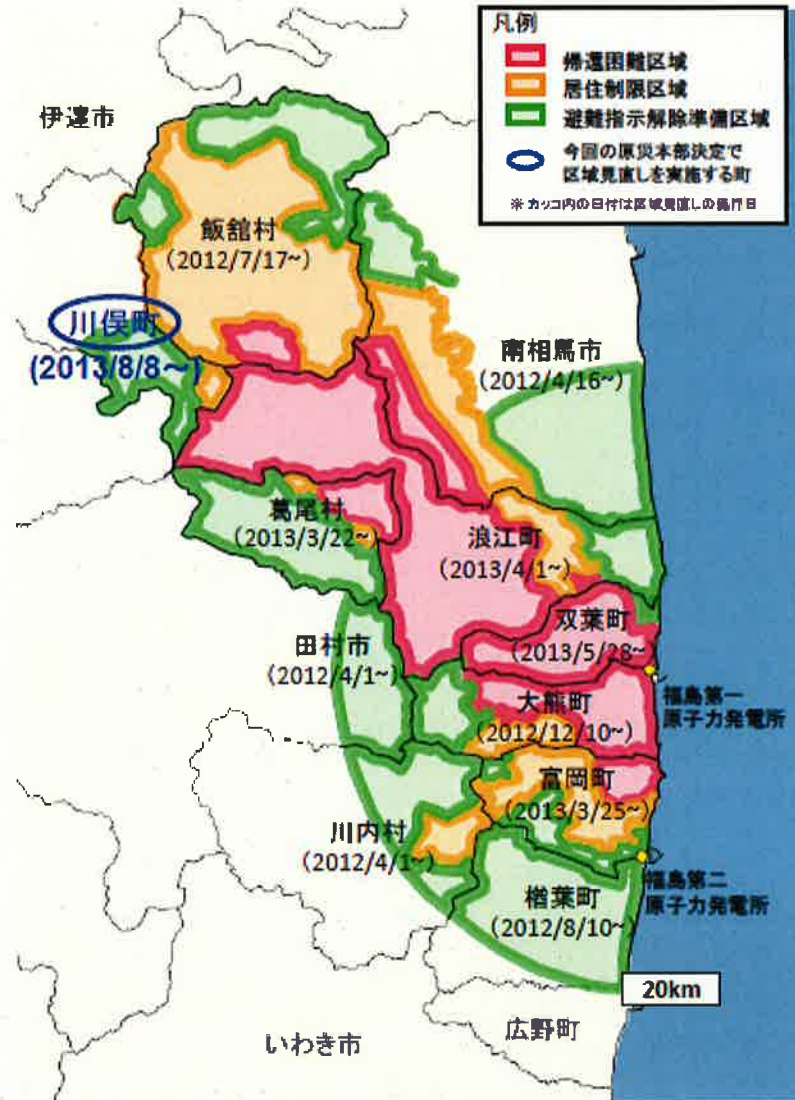 凡例
帰還困難区域
居住制限区域
避難指示解除準備区域
今回の原災本部決定で
区域見直しを実施する町
※ カッコ内の日付は区域見直しの施行日
伊達市
飯舘村
(2012/7/17~)
川俣町
(2013/8/8~)
南相馬市
(2012/4/16~)
葛尾村
(2013/3/22~)
浪江町
(2013/4/1~)
双葉町
(2013/5/28~)
田村市
(2012/4/1~)
大熊町
(2012/12/10~)
福島第一
原子力発電所
富岡町
(2013/3/25~)
川内村
(2012/4/1~)
福島第二
原子力発電所
楢葉町
(2012/8/10~)
20km
広野町
いわき市